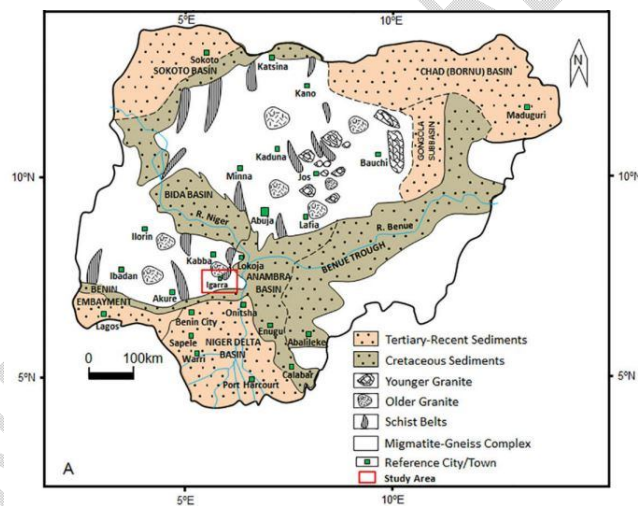 5°E
10°E
Sokoto
SOKOTO BASIN
Katsina
CHAD (BORNU) BASIN
Kano
Maduguri
GONGOLA
SUBBASIN
Kaduna
Bauchi
Minna
Jos
10°N
10°N
BIDA BASIN
R. Niger
Abuja
Lafia
R. Benue
Ilorin
BENUE TROUGH
Kabba
Lokoja
Igarra
ANAMBRA
BASIN
Ibadan
BENIN
EMBAYMENT
Akure
Onitsha
Lagos
Benin City
Enugu
Abalileke
Sapele
NIGER DELTA
BASIN
Warri
Calabar
Port Harcourt
0
100km
5°N
5°N
Tertiary-Recent Sediments
Cretaceous Sediments
Younger Granite
Older Granite
Schist Belts
Migmatite-Gneiss Complex
Reference City/Town
Study Area
A
N
5°E
10°E